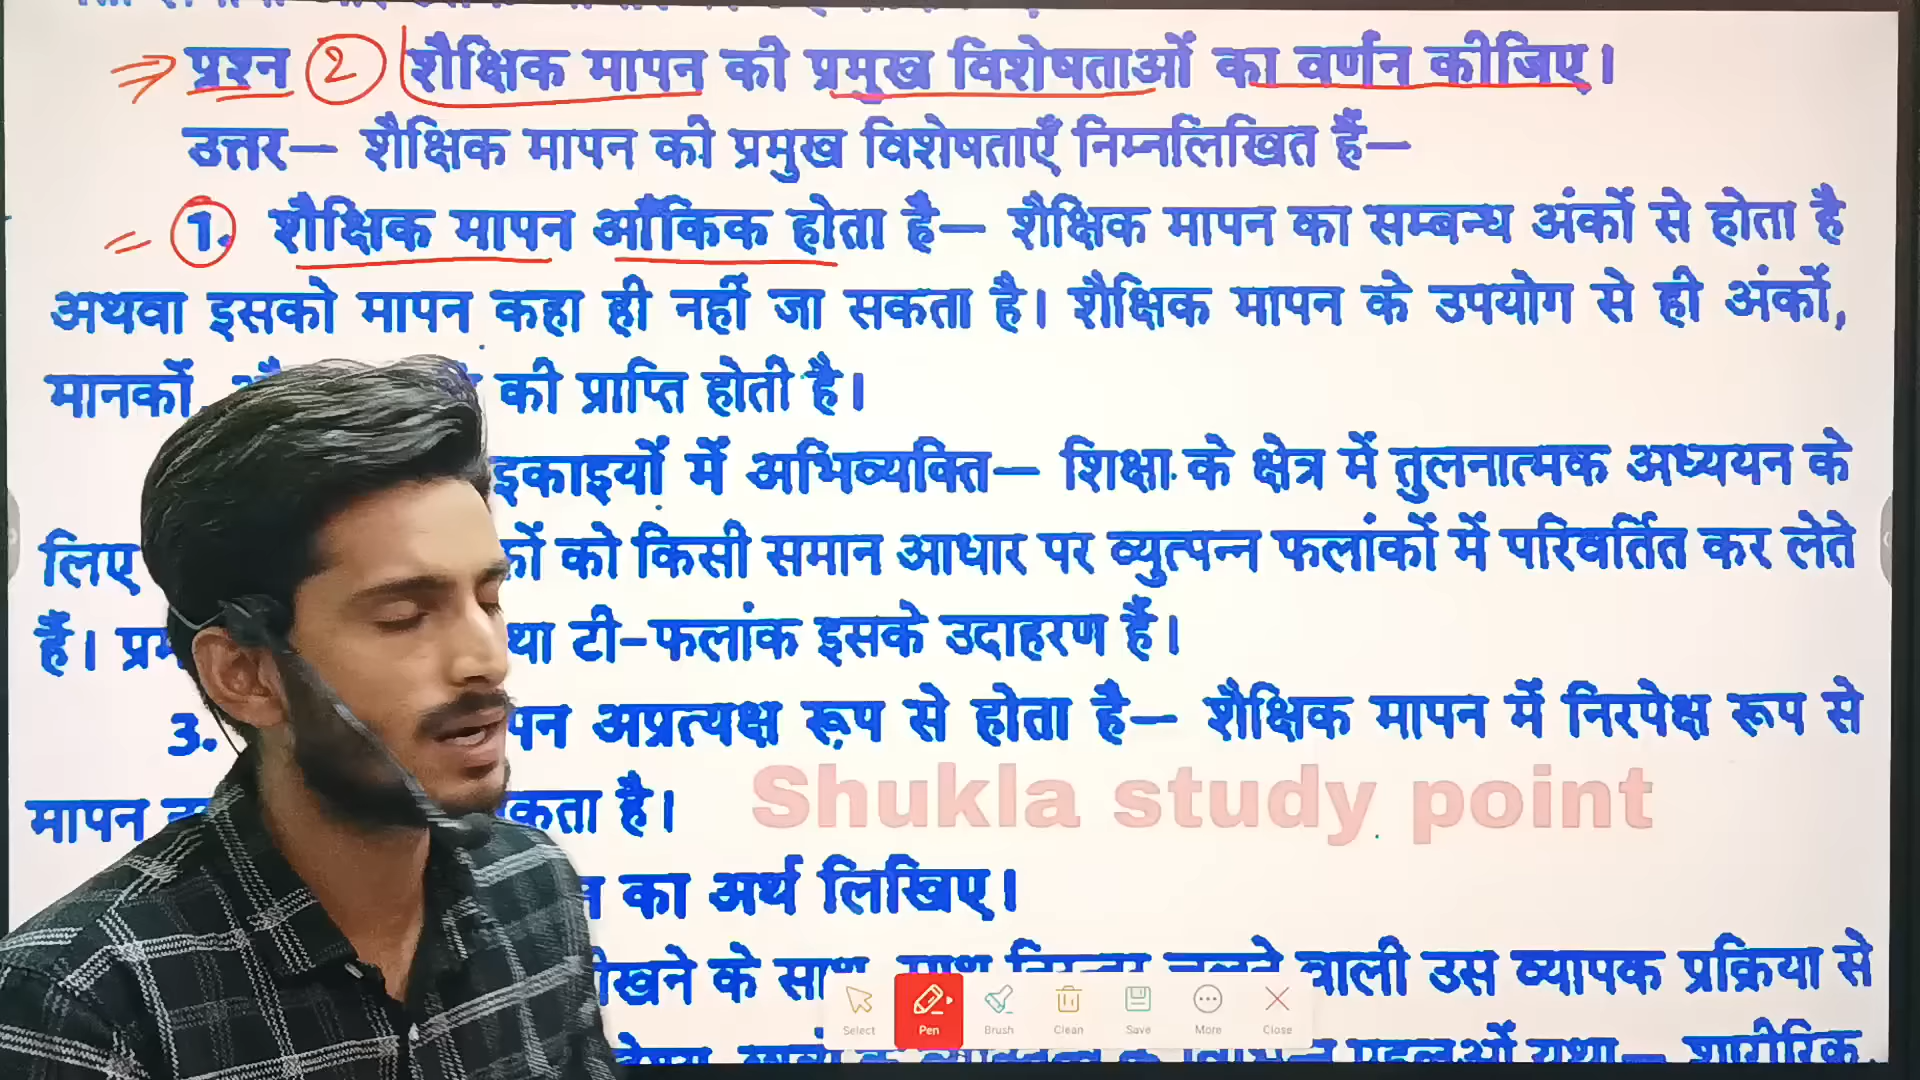 प्रश्न 2 शैक्षिक मापन की प्रमुख विशेषताओं का वर्णन कीजिए।
उत्तर– शैक्षिक मापन की प्रमुख विशेषताएँ निम्नलिखित हैं–
1. शैक्षिक मापन आँकिक होता है– शैक्षिक मापन का सम्बन्ध अंकों से होता है
अथवा इसको मापन कहा ही नहीं जा सकता है। शैक्षिक मापन के उपयोग से ही अंकों,
मानकों की प्राप्ति होती है।
इकाइयों में अभिव्यक्ति– शिक्षा के क्षेत्र में तुलनात्मक अध्ययन के
लिए को किसी समान आधार पर व्युत्पन्न फलांकों में परिवर्तित कर लेते
हैं। टी-फलांक इसके उदाहरण हैं।
3. अप्रत्यक्ष रूप से होता है– शैक्षिक मापन में निरपेक्ष रूप से
मापन है।
Shukla study point
का अर्थ लिखिए।
के वाली उस व्यापक प्रक्रिया से
Select Pen Brush Clean Save More Close
शारीरिक,